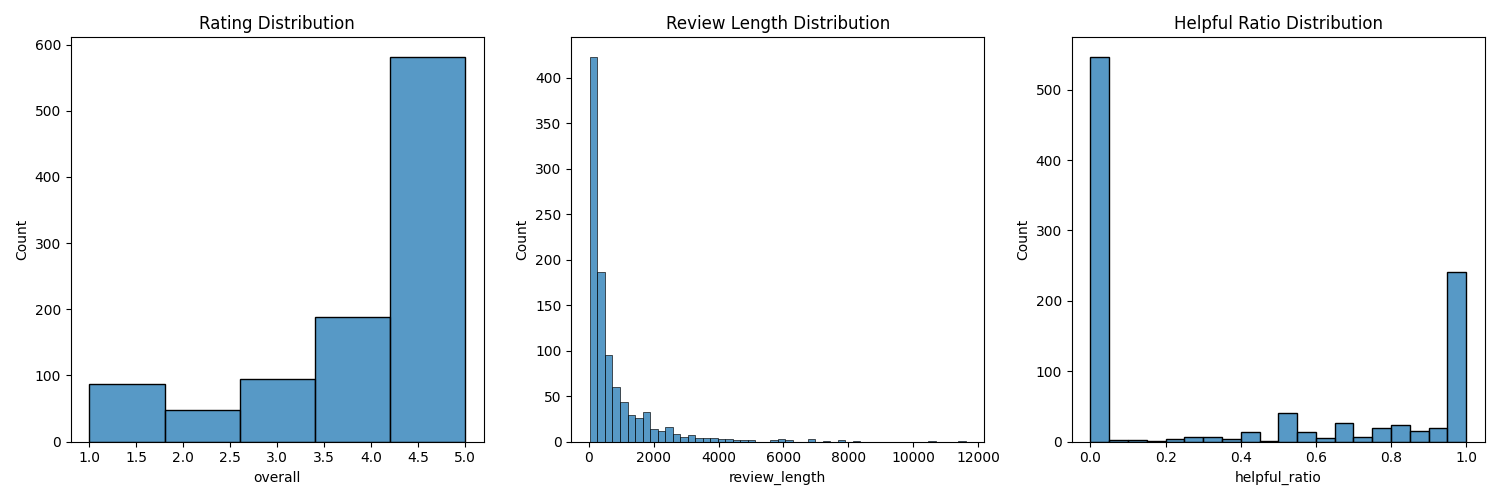 Rating Distribution
Count
600
500
400
300
200
100
0
1.0 1.5 2.0 2.5 3.0 3.5 4.0 4.5 5.0
overall
Review Length Distribution
Count
400
350
300
250
200
150
100
50
0
0 2000 4000 6000 8000 10000 12000
review_length
Helpful Ratio Distribution
Count
500
400
300
200
100
0
0.0 0.2 0.4 0.6 0.8 1.0
helpful_ratio